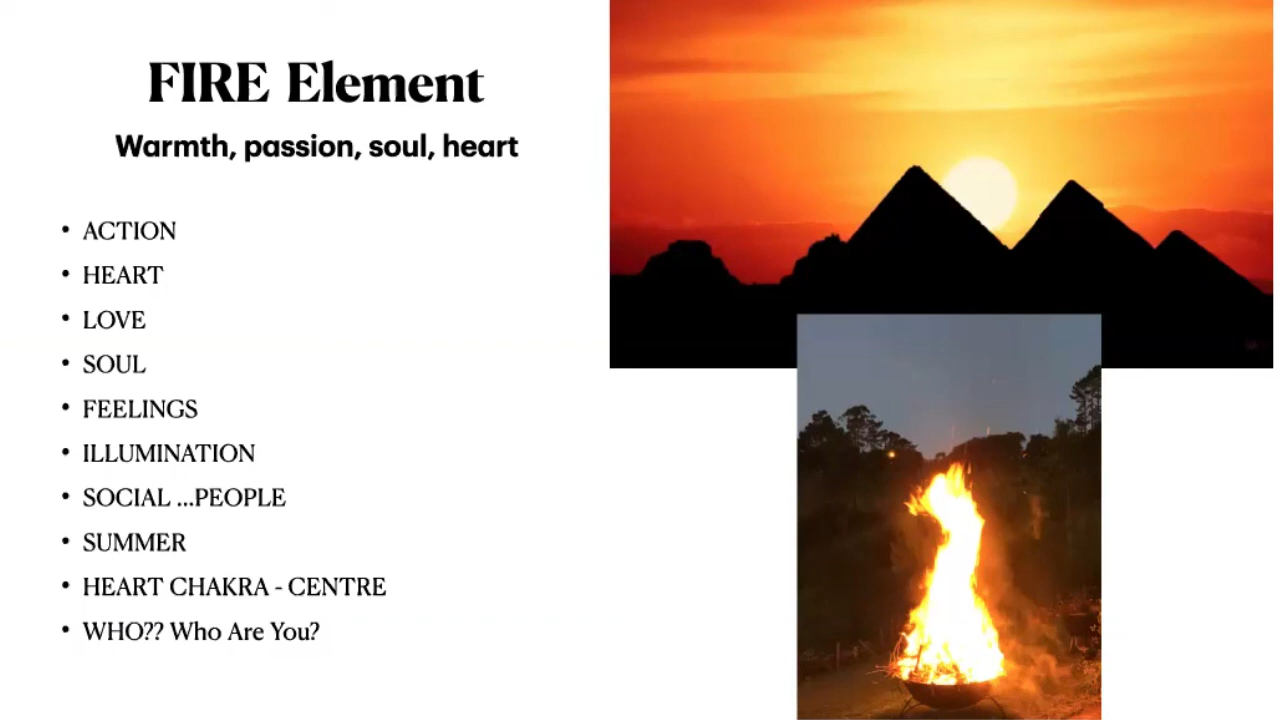 FIRE Element
Warmth, passion, soul, heart
• ACTION
• HEART
• LOVE
• SOUL
• FEELINGS
• ILLUMINATION
• SOCIAL ...PEOPLE
• SUMMER
• HEART CHAKRA - CENTRE
• WHO?? Who Are You?